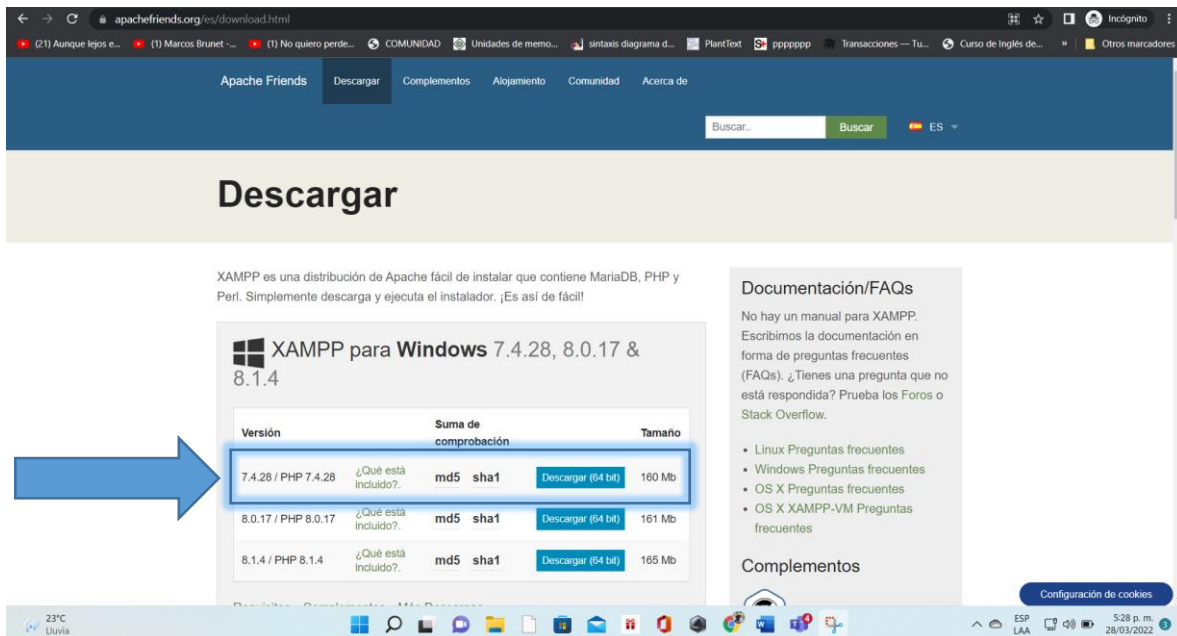 apachefriends.org/es/download.html
Incógnito
(21) Aunque lejos e...
(1) Marcos Brunet -...
(1) No quiero perde...
COMUNIDAD
Unidades de memo...
sintaxis diagrama d...
PlantText
ppppppp
Transacciones — Tu...
Curso de Inglés de...
»
Otros marcadores
Apache Friends
Descargar
Complementos
Alojamiento
Comunidad
Acerca de
Buscar...
Buscar
ES
Descargar
XAMPP es una distribución de Apache fácil de instalar que contiene MariaDB, PHP y
Perl. Simplemente descarga y ejecuta el instalador. ¡Es así de fácil!
XAMPP para Windows 7.4.28, 8.0.17 &
8.1.4
Versión
Suma de
comprobación
Tamaño
7.4.28 / PHP 7.4.28
¿Qué está
incluido?.
md5 sha1
Descargar (64 bit)
160 Mb
8.0.17 / PHP 8.0.17
¿Qué está
incluido?.
md5 sha1
Descargar (64 bit)
161 Mb
8.1.4 / PHP 8.1.4
¿Qué está
incluido?.
md5 sha1
Descargar (64 bit)
165 Mb
Requisitos Complementos Más Descargas
Documentación/FAQs
No hay un manual para XAMPP.
Escribimos la documentación en
forma de preguntas frecuentes
(FAQs). ¿Tienes una pregunta que no
está respondida? Prueba los Foros o
Stack Overflow.
• Linux Preguntas frecuentes
• Windows Preguntas frecuentes
• OS X Preguntas frecuentes
• OS X XAMPP-VM Preguntas
frecuentes
Complementos
Configuración de cookies
23°C
Lluvia
ESP
LAA
5:28 p. m.
28/03/2022
3